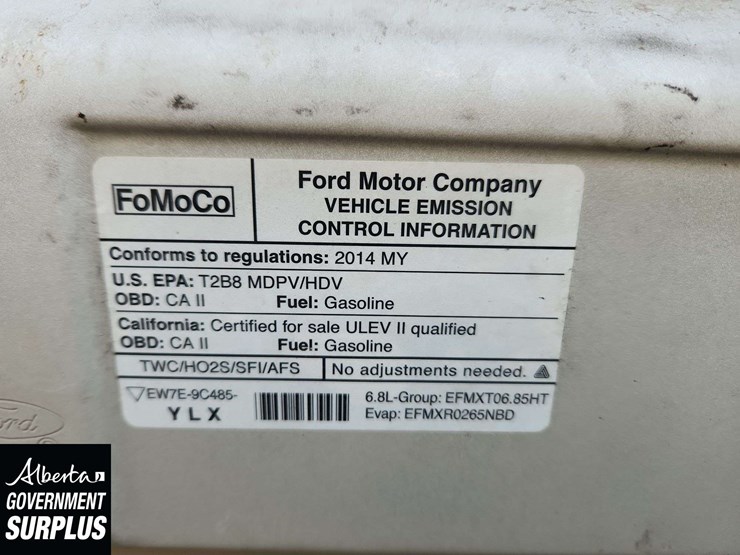 FoMoCo
Ford Motor Company
VEHICLE EMISSION
CONTROL INFORMATION
Conforms to regulations: 2014 MY
U.S. EPA: T2B8 MDPV/HDV
OBD: CA II Fuel: Gasoline
California: Certified for sale ULEV II qualified
OBD: CA II Fuel: Gasoline
TWC/HO2S/SFI/AFS No adjustments needed.
EW7E-9C485-
YLX
6.8L-Group: EFMXT06.85HT
Evap: EFMXR0265NBD
Ford
Alberta
GOVERNMENT
SURPLUS